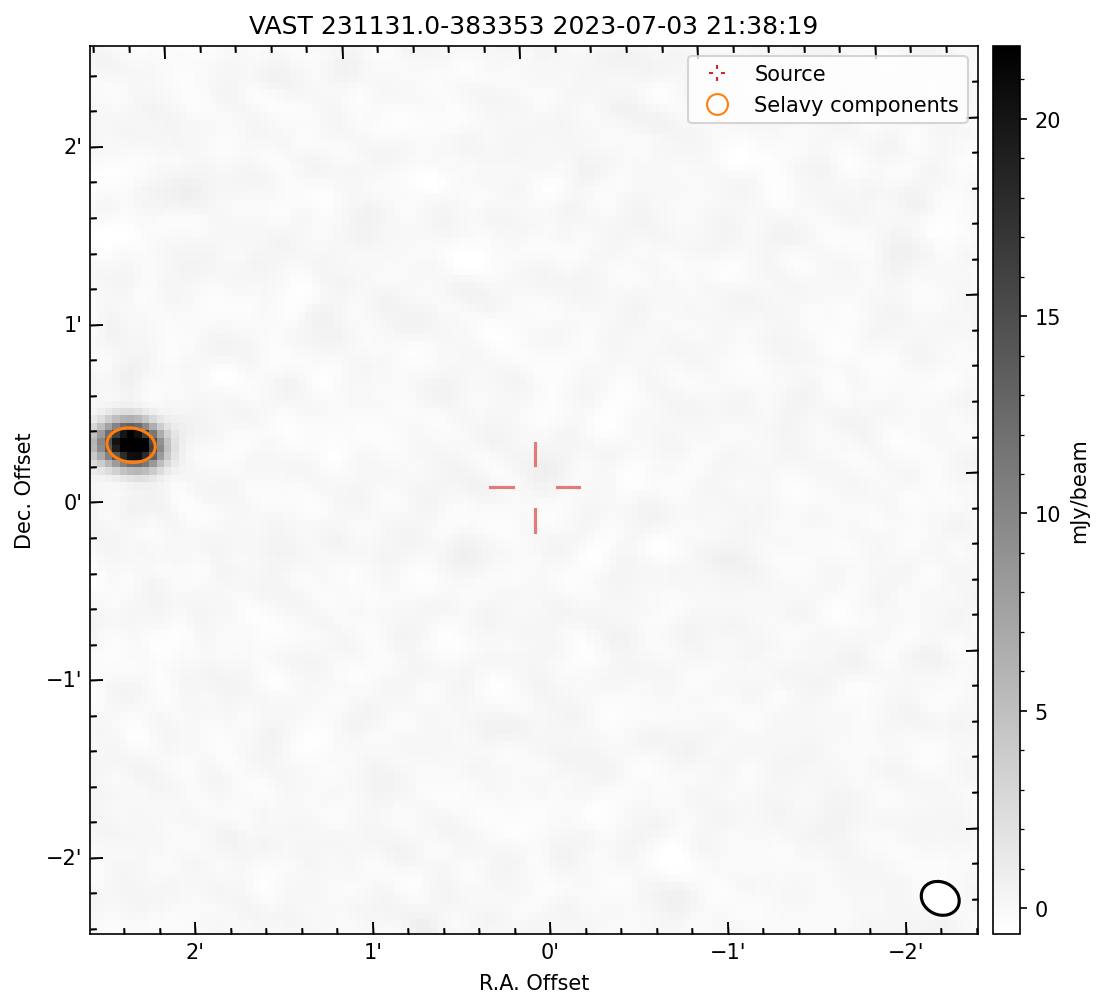 VAST 231131.0-383353 2023-07-03 21:38:19
Source
Selavy components
2'
1'
0'
−1'
−2'
Dec. Offset
2'
1'
0'
−1'
−2'
R.A. Offset
20
15
10
5
0
mJy/beam